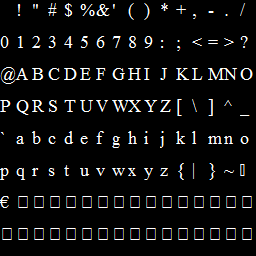 ! " # $ % & ' ( ) * + , - . /
0 1 2 3 4 5 6 7 8 9 : ; < = > ?
@ A B C D E F G H I J K L M N O
P Q R S T U V W X Y Z [ \ ] ^ _
` a b c d e f g h i j k l m n o
p q r s t u v w x y z { | } ~ ▯
€ ▯ ▯ ▯ ▯ ▯ ▯ ▯ ▯ ▯ ▯ ▯ ▯ ▯ ▯ ▯
▯ ▯ ▯ ▯ ▯ ▯ ▯ ▯ ▯ ▯ ▯ ▯ ▯ ▯ ▯ ▯